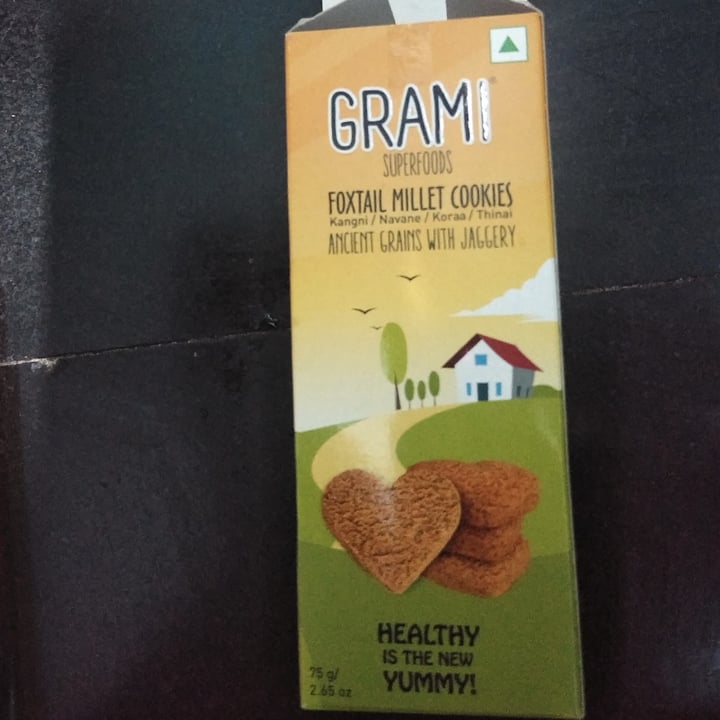 GRAMI®
SUPERFOODS
FOXTAIL MILLET COOKIES
Kangni / Navane / Koraa / Thinai
ANCIENT GRAINS WITH JAGGERY
HEALTHY
IS THE NEW
YUMMY!
75 g/
2.65 oz